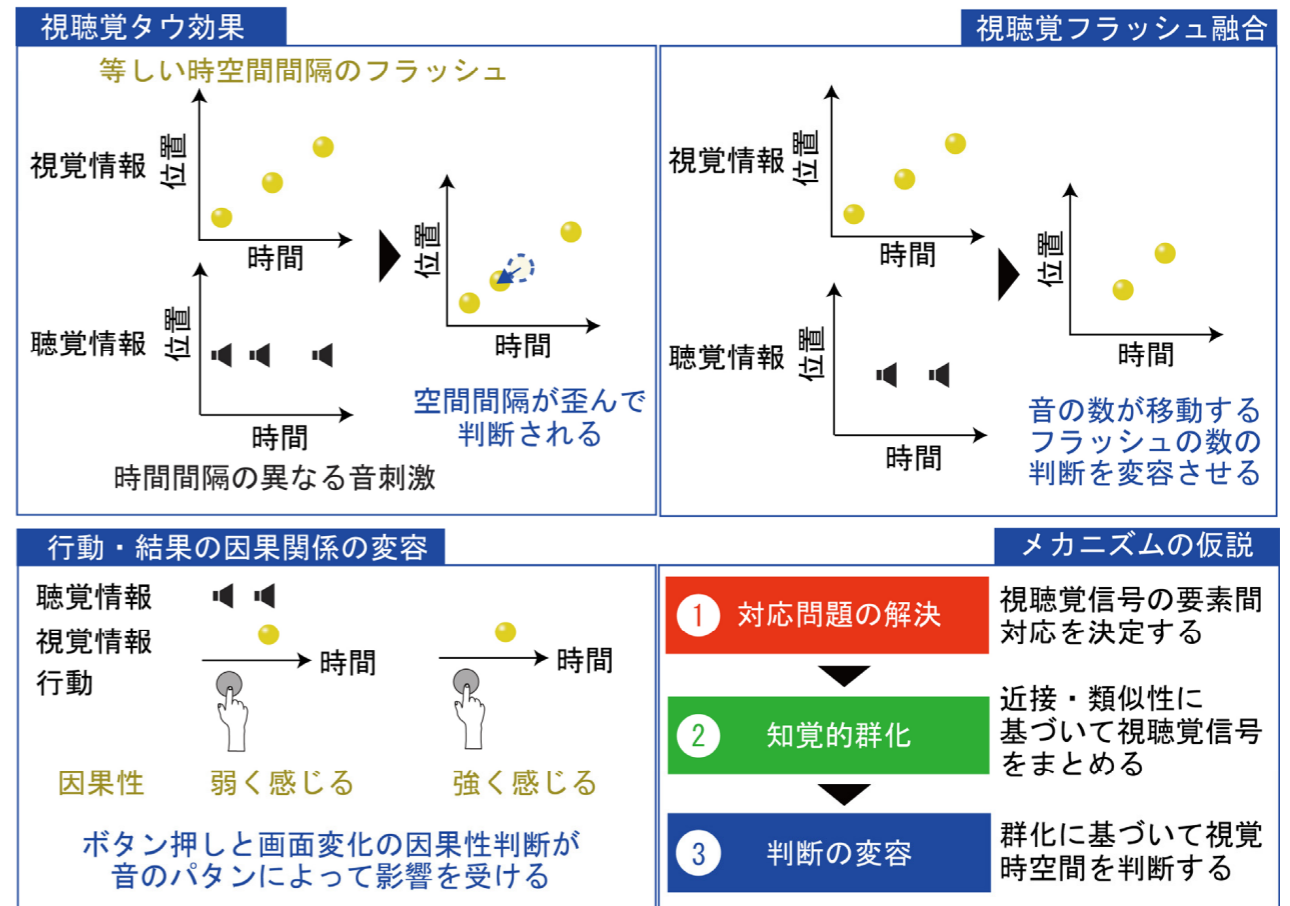 視聴覚タウ効果
等しい時空間間隔のフラッシュ
視覚情報
位置
時間
聴覚情報
位置
時間
時間間隔の異なる音刺激
位置
時間
空間間隔が歪んで
判断される
視聴覚フラッシュ融合
視覚情報
位置
時間
聴覚情報
位置
時間
位置
時間
音の数が移動する
フラッシュの数の
判断を変容させる
行動・結果の因果関係の変容
聴覚情報
視覚情報
行動
時間
時間
因果性 弱く感じる 強く感じる
ボタン押しと画面変化の因果性判断が
音のパタンによって影響を受ける
メカニズムの仮説
1 対応問題の解決
視聴覚信号の要素間
対応を決定する
2 知覚的群化
近接・類似性に
基づいて視聴覚信号
をまとめる
3 判断の変容
群化に基づいて視覚
時空間を判断する